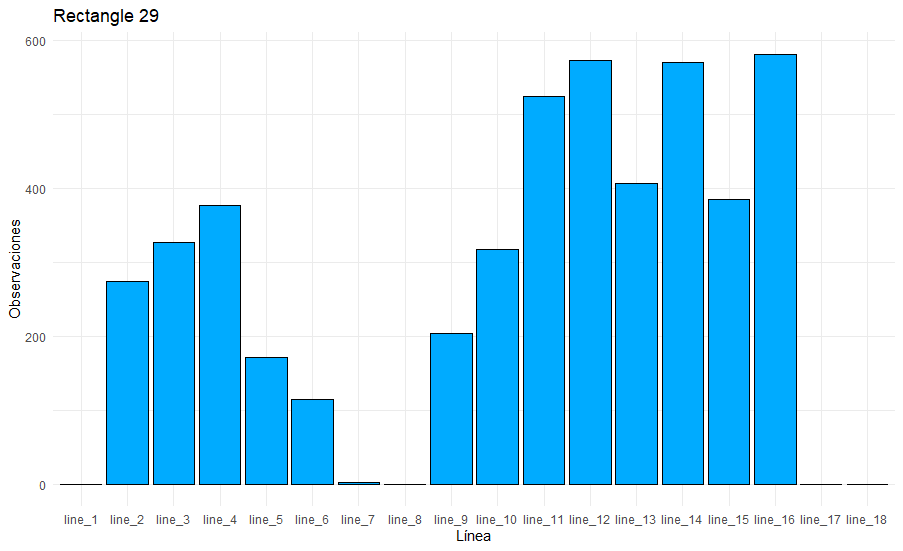 Rectangle 29
600
400
200
0
Observaciones
line_1 line_2 line_3 line_4 line_5 line_6 line_7 line_8 line_9 line_10 line_11 line_12 line_13 line_14 line_15 line_16 line_17 line_18
Línea